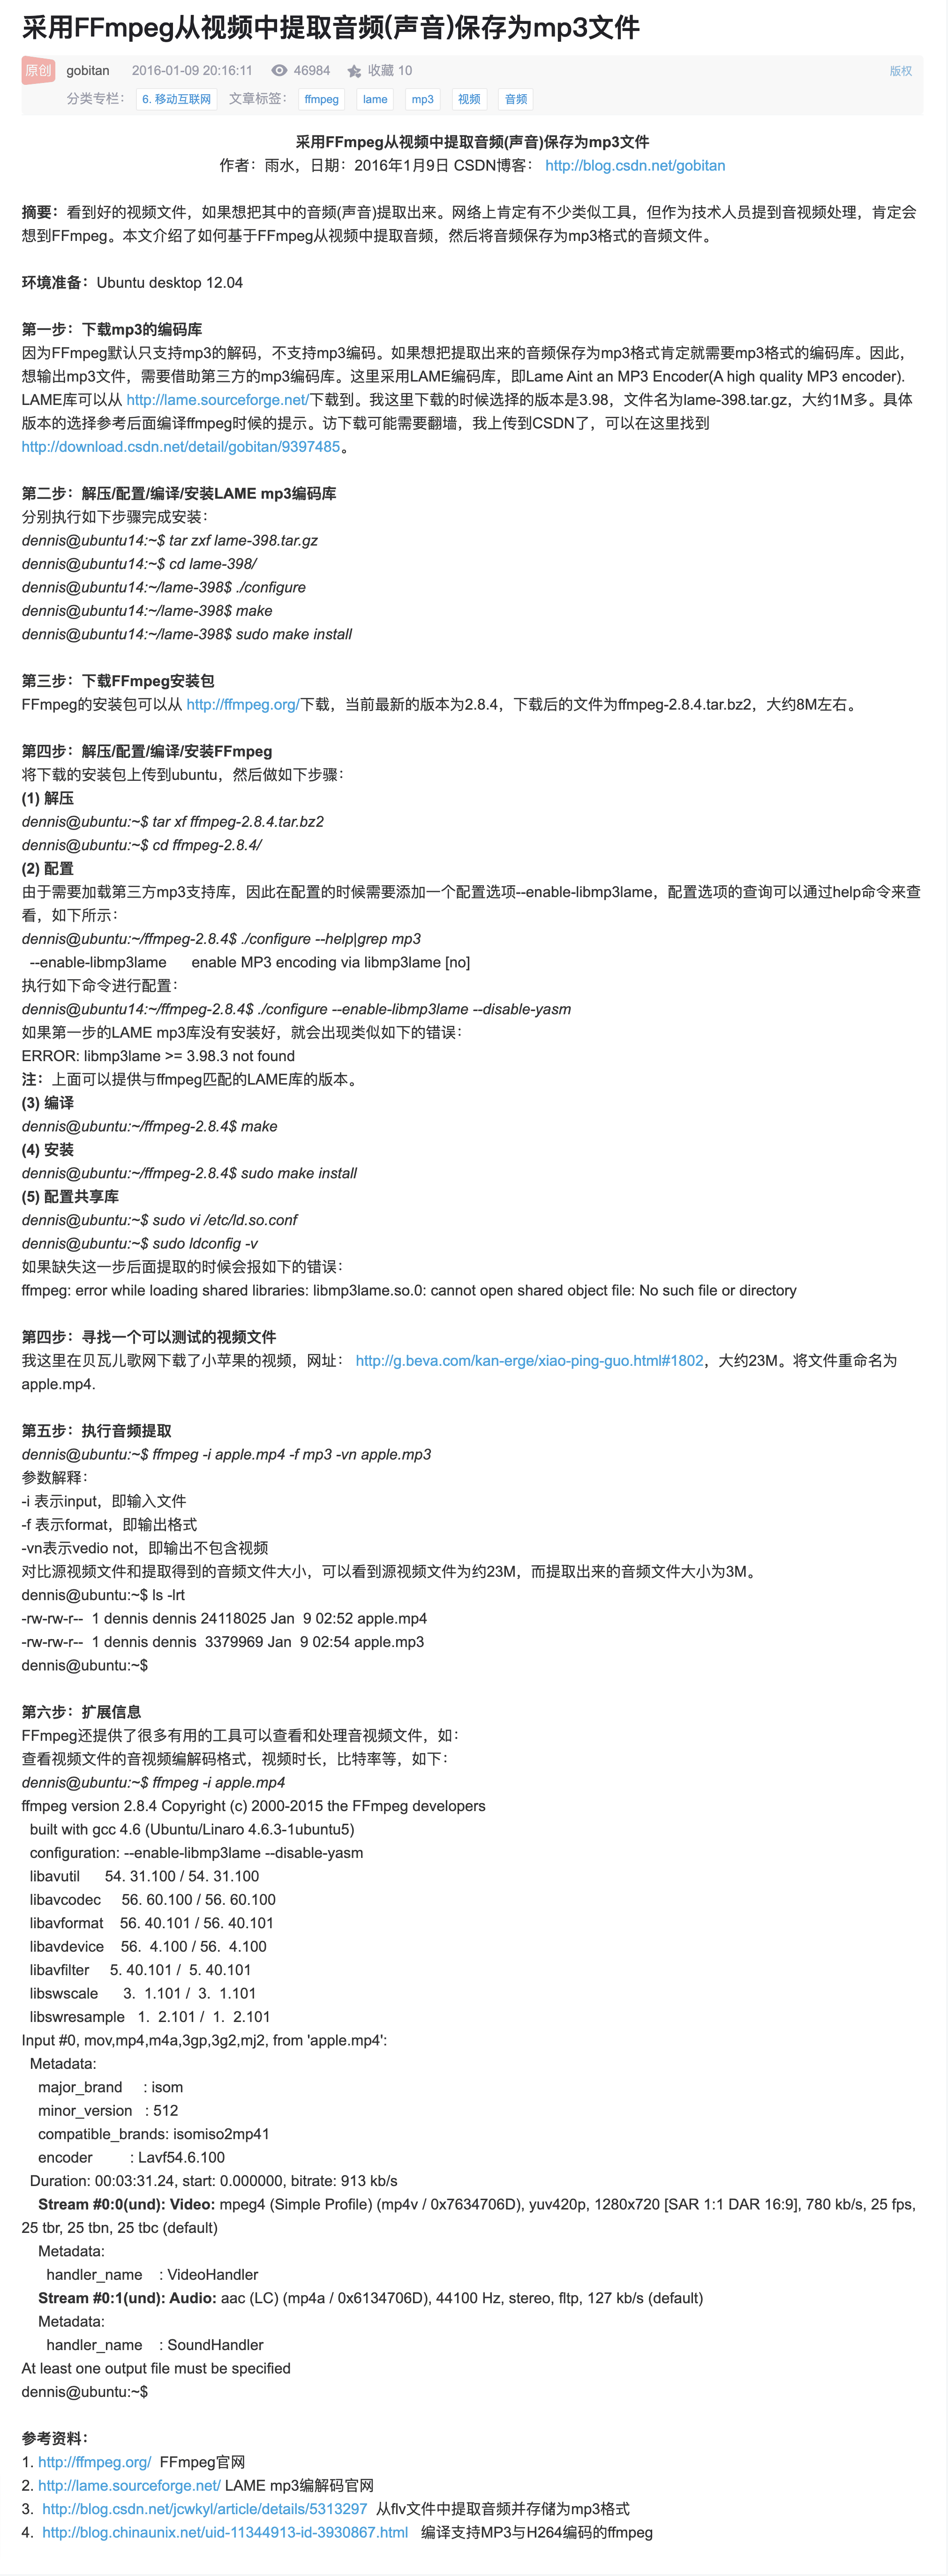 采用FFmpeg从视频中提取音频(声音)保存为mp3文件
原创 gobitan 2016-01-09 20:16:11 46984 收藏 10 版权
分类专栏： 6. 移动互联网 文章标签： ffmpeg lame mp3 视频 音频
采用FFmpeg从视频中提取音频(声音)保存为mp3文件
作者：雨水，日期：2016年1月9日 CSDN博客： http://blog.csdn.net/gobitan
摘要：看到好的视频文件，如果想把其中的音频(声音)提取出来。网络上肯定有不少类似工具，但作为技术人员提到音视频处理，肯定会
想到FFmpeg。本文介绍了如何基于FFmpeg从视频中提取音频，然后将音频保存为mp3格式的音频文件。
环境准备：Ubuntu desktop 12.04
第一步：下载mp3的编码库
因为FFmpeg默认只支持mp3的解码，不支持mp3编码。如果想把提取出来的音频保存为mp3格式肯定就需要mp3格式的编码库。因此，
想输出mp3文件，需要借助第三方的mp3编码库。这里采用LAME编码库，即Lame Aint an MP3 Encoder(A high quality MP3 encoder).
LAME库可以从 http://lame.sourceforge.net/下载到。我这里下载的时候选择的版本是3.98，文件名为lame-398.tar.gz，大约1M多。具体
版本的选择参考后面编译ffmpeg时候的提示。访下载可能需要翻墙，我上传到CSDN了，可以在这里找到
http://download.csdn.net/detail/gobitan/9397485。
第二步：解压/配置/编译/安装LAME mp3编码库
分别执行如下步骤完成安装：
dennis@ubuntu14:~$ tar zxf lame-398.tar.gz
dennis@ubuntu14:~$ cd lame-398/
dennis@ubuntu14:~/lame-398$ ./configure
dennis@ubuntu14:~/lame-398$ make
dennis@ubuntu14:~/lame-398$ sudo make install
第三步：下载FFmpeg安装包
FFmpeg的安装包可以从 http://ffmpeg.org/下载，当前最新的版本为2.8.4，下载后的文件为ffmpeg-2.8.4.tar.bz2，大约8M左右。
第四步：解压/配置/编译/安装FFmpeg
将下载的安装包上传到ubuntu，然后做如下步骤：
(1) 解压
dennis@ubuntu:~$ tar xf ffmpeg-2.8.4.tar.bz2
dennis@ubuntu:~$ cd ffmpeg-2.8.4/
(2) 配置
由于需要加载第三方mp3支持库，因此在配置的时候需要添加一个配置选项--enable-libmp3lame，配置选项的查询可以通过help命令来查
看，如下所示：
dennis@ubuntu:~/ffmpeg-2.8.4$ ./configure --help|grep mp3
--enable-libmp3lame enable MP3 encoding via libmp3lame [no]
执行如下命令进行配置：
dennis@ubuntu14:~/ffmpeg-2.8.4$ ./configure --enable-libmp3lame --disable-yasm
如果第一步的LAME mp3库没有安装好，就会出现类似如下的错误：
ERROR: libmp3lame >= 3.98.3 not found
注：上面可以提供与ffmpeg匹配的LAME库的版本。
(3) 编译
dennis@ubuntu:~/ffmpeg-2.8.4$ make
(4) 安装
dennis@ubuntu:~/ffmpeg-2.8.4$ sudo make install
(5) 配置共享库
dennis@ubuntu:~$ sudo vi /etc/ld.so.conf
dennis@ubuntu:~$ sudo ldconfig -v
如果缺失这一步后面提取的时候会报如下的错误：
ffmpeg: error while loading shared libraries: libmp3lame.so.0: cannot open shared object file: No such file or directory
第四步：寻找一个可以测试的视频文件
我这里在贝瓦儿歌网下载了小苹果的视频，网址： http://g.beva.com/kan-erge/xiao-ping-guo.html#1802，大约23M。将文件重命名为
apple.mp4.
第五步：执行音频提取
dennis@ubuntu:~$ ffmpeg -i apple.mp4 -f mp3 -vn apple.mp3
参数解释：
-i 表示input，即输入文件
-f 表示format，即输出格式
-vn表示vedio not，即输出不包含视频
对比源视频文件和提取得到的音频文件大小，可以看到源视频文件为约23M，而提取出来的音频文件大小为3M。
dennis@ubuntu:~$ ls -lrt
-rw-rw-r-- 1 dennis dennis 24118025 Jan 9 02:52 apple.mp4
-rw-rw-r-- 1 dennis dennis 3379969 Jan 9 02:54 apple.mp3
dennis@ubuntu:~$
第六步：扩展信息
FFmpeg还提供了很多有用的工具可以查看和处理音视频文件，如：
查看视频文件的音视频编解码格式，视频时长，比特率等，如下：
dennis@ubuntu:~$ ffmpeg -i apple.mp4
ffmpeg version 2.8.4 Copyright (c) 2000-2015 the FFmpeg developers
built with gcc 4.6 (Ubuntu/Linaro 4.6.3-1ubuntu5)
configuration: --enable-libmp3lame --disable-yasm
libavutil 54. 31.100 / 54. 31.100
libavcodec 56. 60.100 / 56. 60.100
libavformat 56. 40.101 / 56. 40.101
libavdevice 56. 4.100 / 56. 4.100
libavfilter 5. 40.101 / 5. 40.101
libswscale 3. 1.101 / 3. 1.101
libswresample 1. 2.101 / 1. 2.101
Input #0, mov,mp4,m4a,3gp,3g2,mj2, from 'apple.mp4':
Metadata:
major_brand : isom
minor_version : 512
compatible_brands: isomiso2mp41
encoder : Lavf54.6.100
Duration: 00:03:31.24, start: 0.000000, bitrate: 913 kb/s
Stream #0:0(und): Video: mpeg4 (Simple Profile) (mp4v / 0x7634706D), yuv420p, 1280x720 [SAR 1:1 DAR 16:9], 780 kb/s, 25 fps,
25 tbr, 25 tbn, 25 tbc (default)
Metadata:
handler_name : VideoHandler
Stream #0:1(und): Audio: aac (LC) (mp4a / 0x6134706D), 44100 Hz, stereo, fltp, 127 kb/s (default)
Metadata:
handler_name : SoundHandler
At least one output file must be specified
dennis@ubuntu:~$
参考资料：
1. http://ffmpeg.org/ FFmpeg官网
2. http://lame.sourceforge.net/ LAME mp3编解码官网
3. http://blog.csdn.net/jcwkyl/article/details/5313297 从flv文件中提取音频并存储为mp3格式
4. http://blog.chinaunix.net/uid-11344913-id-3930867.html 编译支持MP3与H264编码的ffmpeg